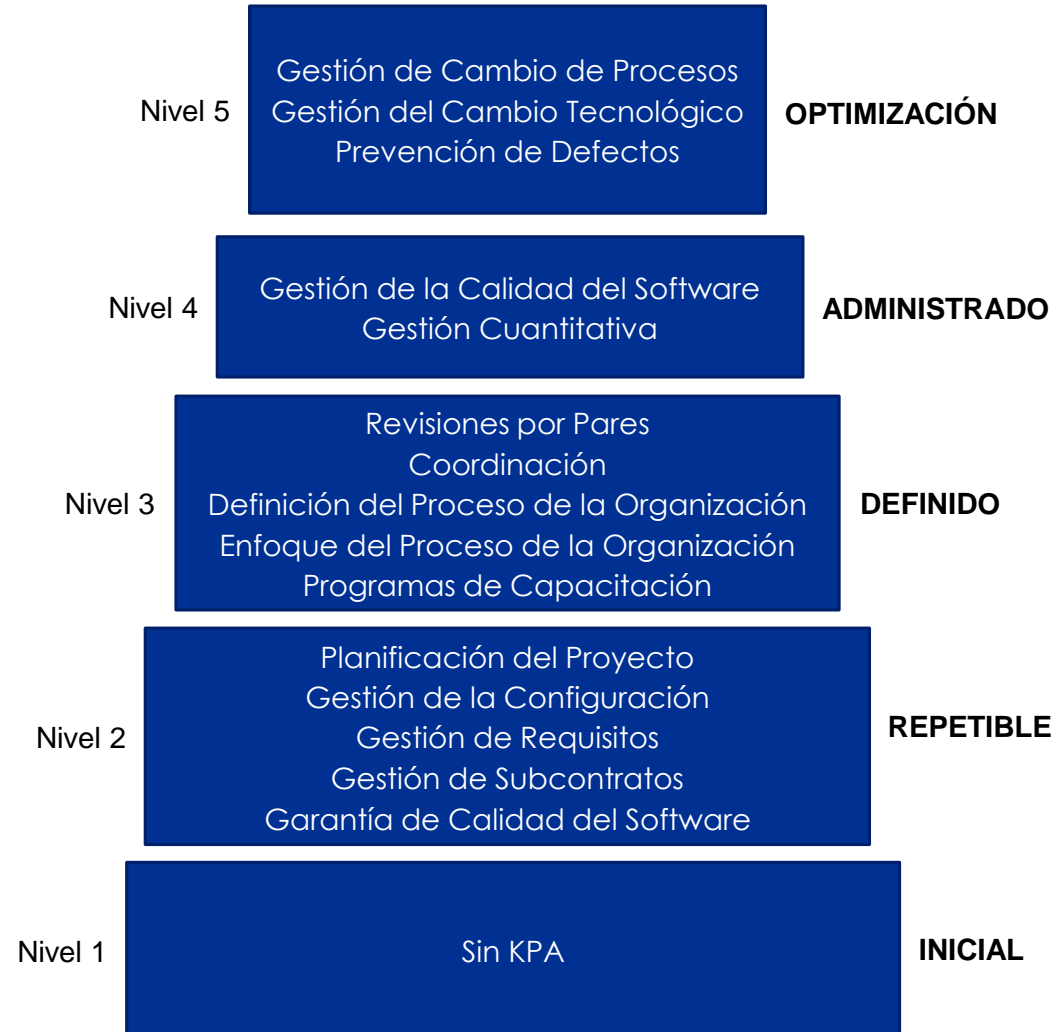 Nivel 5
Gestión de Cambio de Procesos
Gestión del Cambio Tecnológico
Prevención de Defectos
OPTIMIZACIÓN
Nivel 4
Gestión de la Calidad del Software
Gestión Cuantitativa
ADMINISTRADO
Nivel 3
Revisiones por Pares
Coordinación
Definición del Proceso de la Organización
Enfoque del Proceso de la Organización
Programas de Capacitación
DEFINIDO
Nivel 2
Planificación del Proyecto
Gestión de la Configuración
Gestión de Requisitos
Gestión de Subcontratos
Garantía de Calidad del Software
REPETIBLE
Nivel 1
Sin KPA
INICIAL